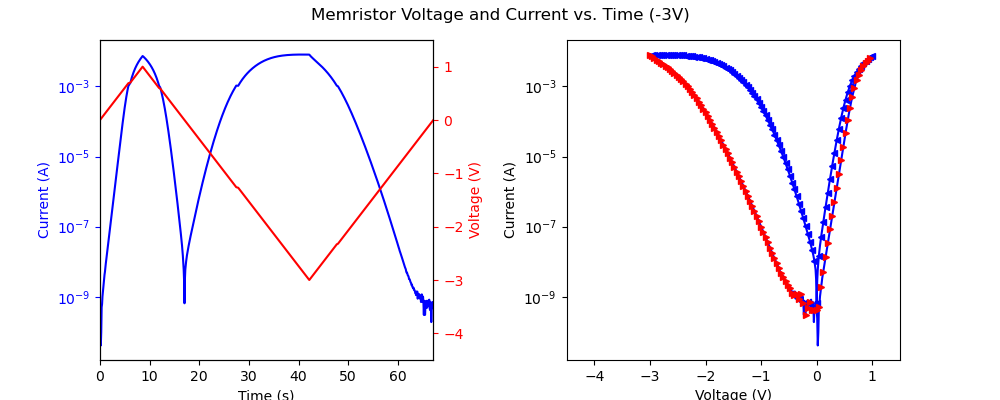 Memristor Voltage and Current vs. Time (-3V)
Current (A)
10⁻³
10⁻⁵
10⁻⁷
10⁻⁹
0 10 20 30 40 50 60
Time (s)
1
0
−1
−2
−3
−4
Voltage (V)
Current (A)
10⁻³
10⁻⁵
10⁻⁷
10⁻⁹
−4 −3 −2 −1 0 1
Voltage (V)